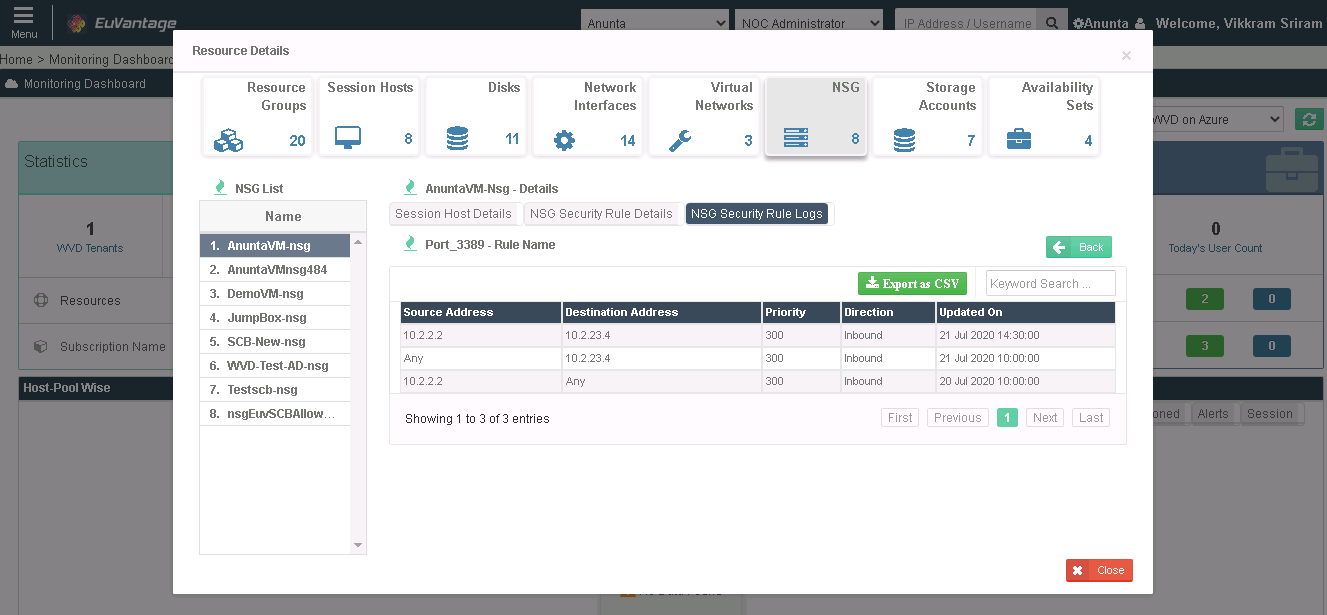 Menu
EuVantage
Anunta
NOC Administrator
IP Address / Username
Anunta
Welcome, Vikkram Sriram
Home > Monitoring Dashboard
Monitoring Dashboard
Resource Details
×
Resource Groups 20
Session Hosts 8
Disks 11
Network Interfaces 14
Virtual Networks 3
NSG 8
Storage Accounts 7
Availability Sets 4
WVD on Azure
Statistics
1
WVD Tenants
Resources
Subscription Name
Host-Pool Wise
NSG List
Name
1. AnuntaVM-nsg
2. AnuntaVMnsg484
3. DemoVM-nsg
4. JumpBox-nsg
5. SCB-New-nsg
6. WVD-Test-AD-nsg
7. Testscb-nsg
8. nsgEuvSCBAllow...
AnuntaVM-Nsg - Details
Session Host Details NSG Security Rule Details NSG Security Rule Logs
Port_3389 - Rule Name
Back
Export as CSV
Keyword Search ...
Source Address Destination Address Priority Direction Updated On
10.2.2.2 10.2.23.4 300 Inbound 21 Jul 2020 14:30:00
Any 10.2.23.4 300 Inbound 21 Jul 2020 10:00:00
10.2.2.2 Any 300 Inbound 20 Jul 2020 10:00:00
Showing 1 to 3 of 3 entries
First Previous 1 Next Last
Close
0
Today's User Count
2 0
3 0
oned Alerts Session